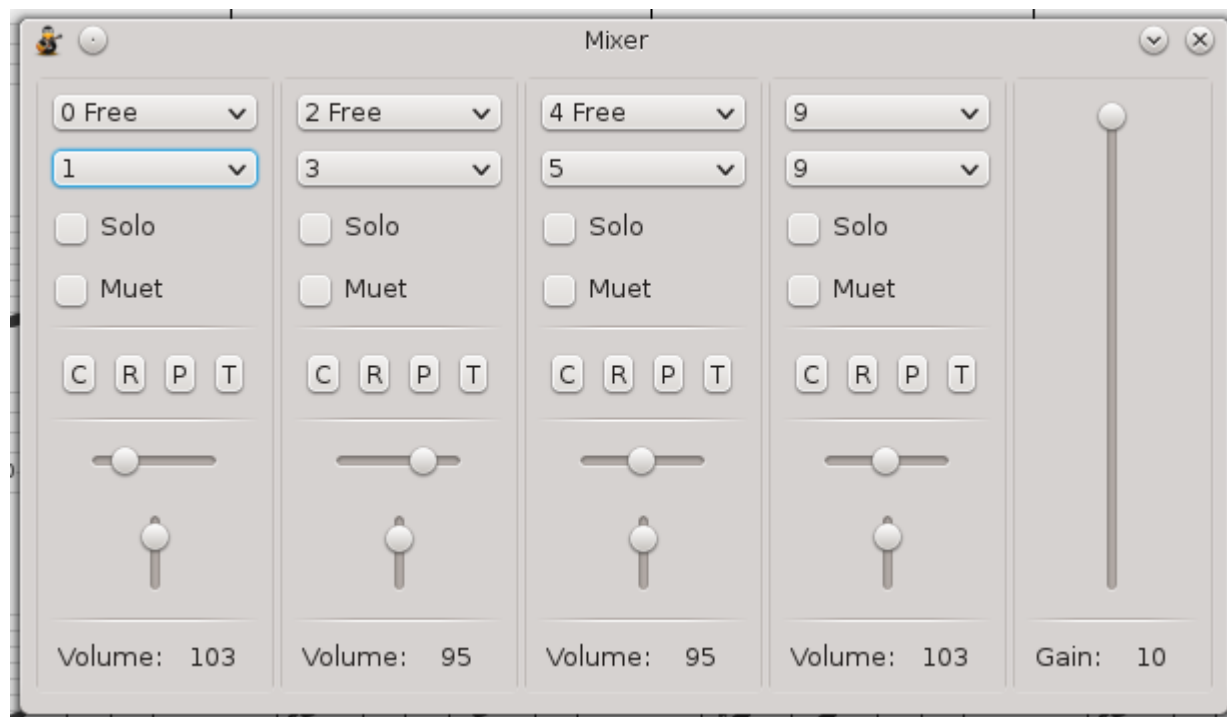 Mixer
0 Free
2 Free
4 Free
9
1
3
5
9
Solo
Solo
Solo
Solo
Muet
Muet
Muet
Muet
C R P T
C R P T
C R P T
C R P T
Volume: 103
Volume: 95
Volume: 95
Volume: 103
Gain: 10